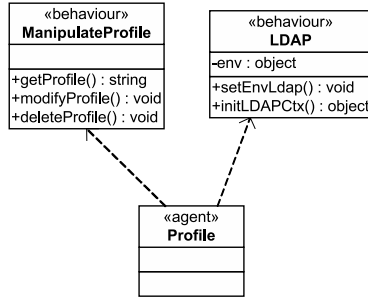 «behaviour»
ManipulateProfile
+getProfile() : string
+modifyProfile() : void
+deleteProfile() : void
«behaviour»
LDAP
-env : object
+setEnvLdap() : void
+initLDAPCtx() : object
«agent»
Profile